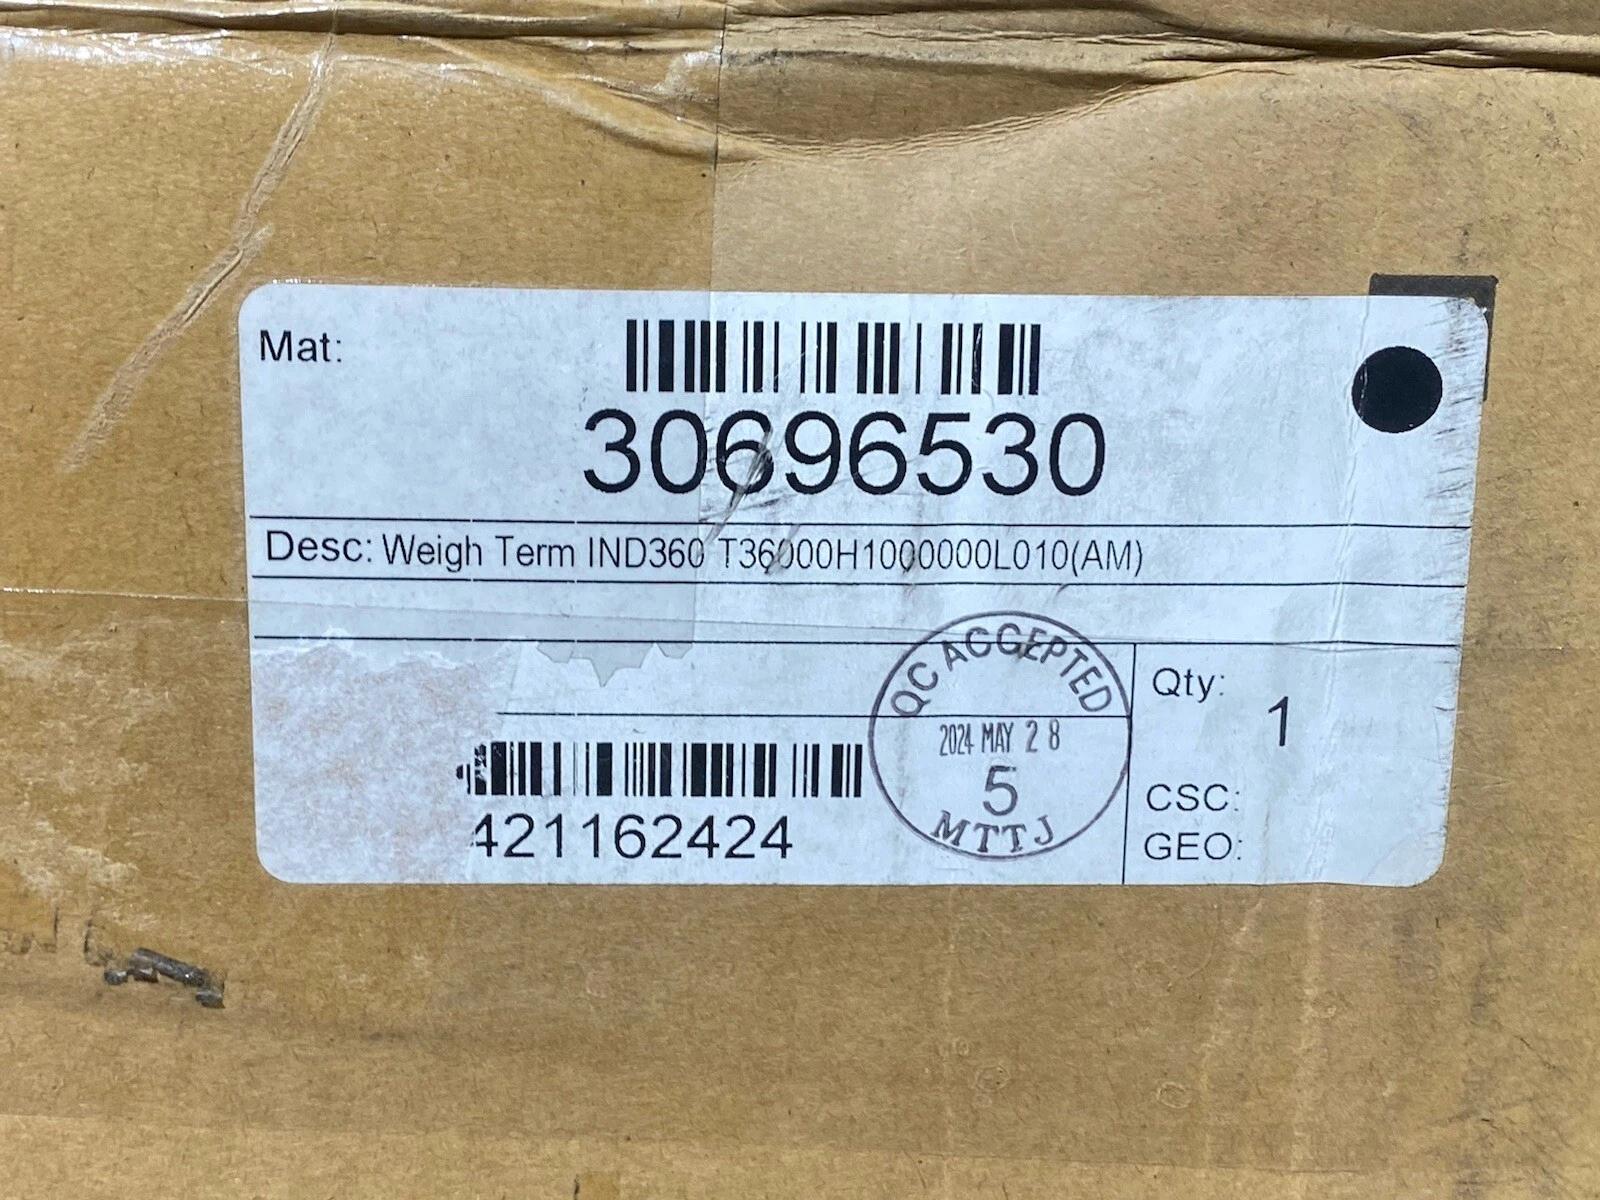 Mat:
30696530
Desc: Weigh Term IND360 T36000H1000000L010(AM)
QC ACCEPTED
2024 MAY 28
5
MTTJ
421162424
Qty: 1
CSC:
GEO: